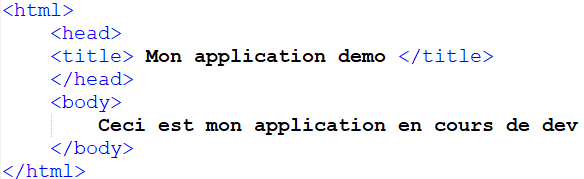 <html>
<head>
<title> Mon application demo </title>
</head>
<body>
Ceci est mon application en cours de dev
</body>
</html>